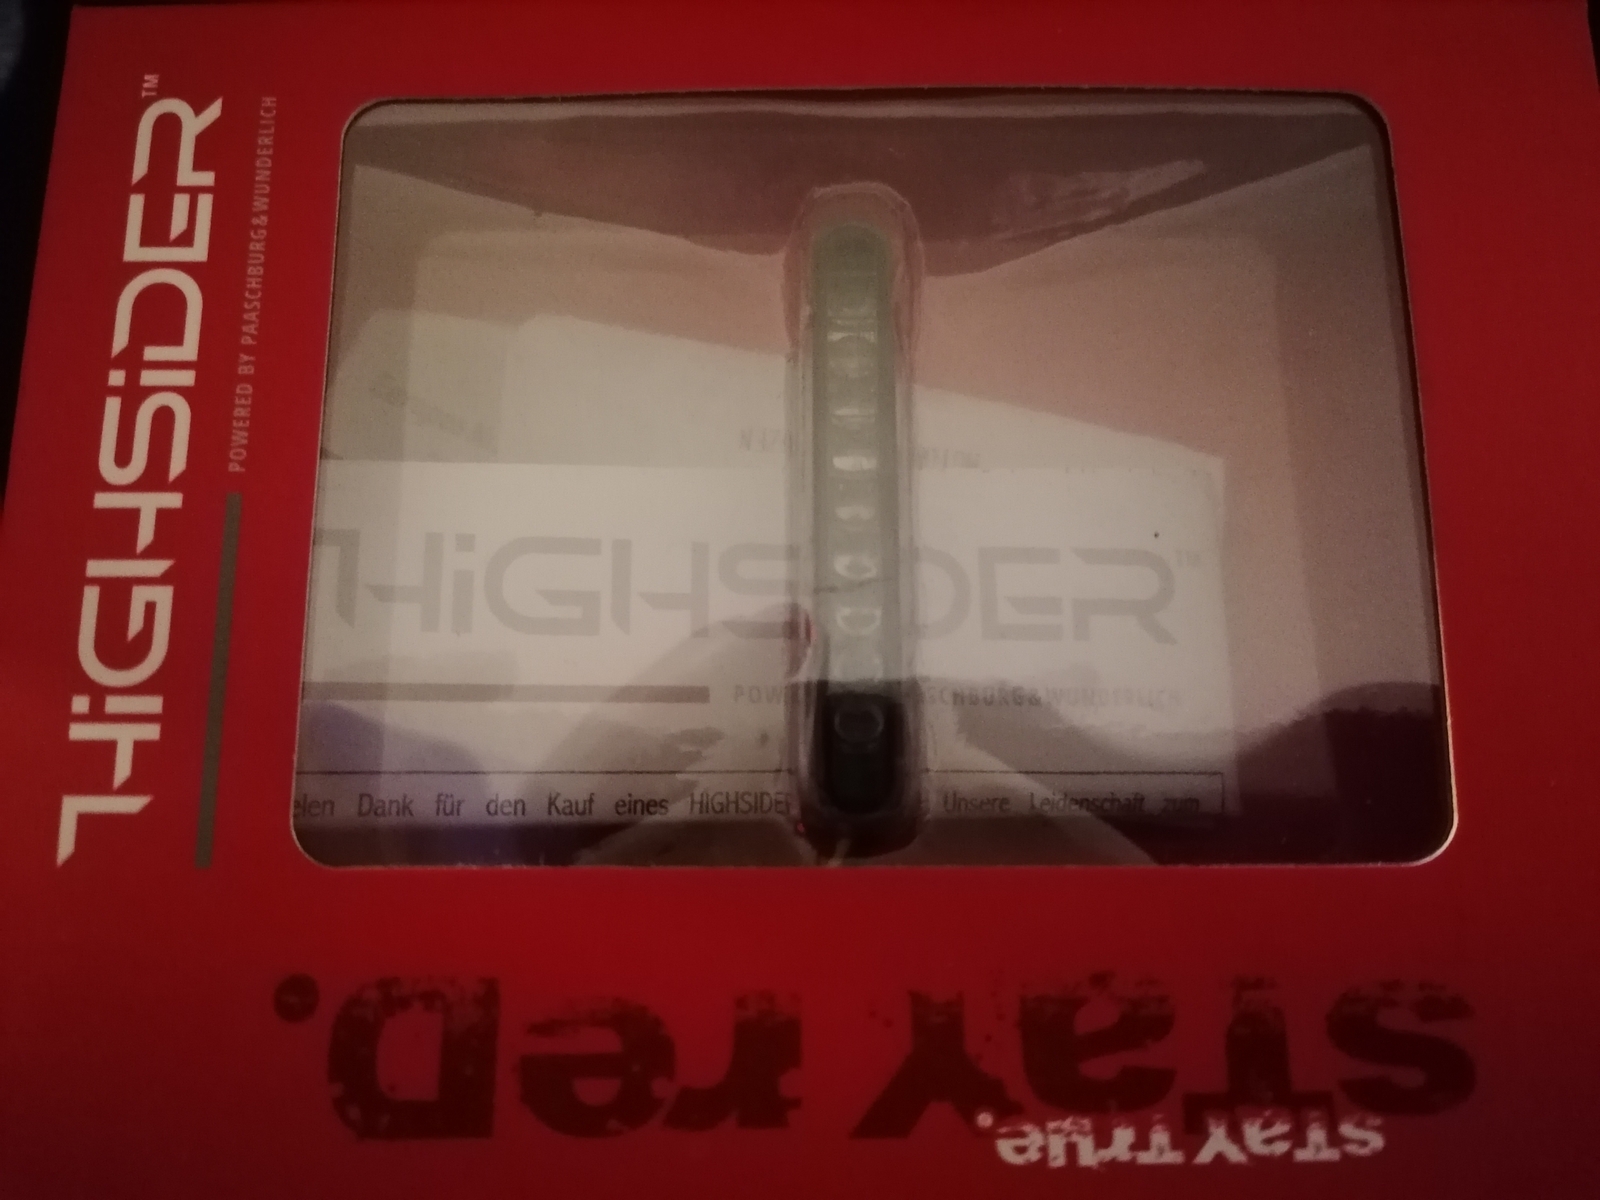 HiGHSiDER™
POWERED BY PAASCHBURG&WUNDERLICH
HiGHSiDER™
elen Dank für den Kauf eines HIGHSIDER Unsere Leidenschaft zum
STAY TRUE.
STAY RED.